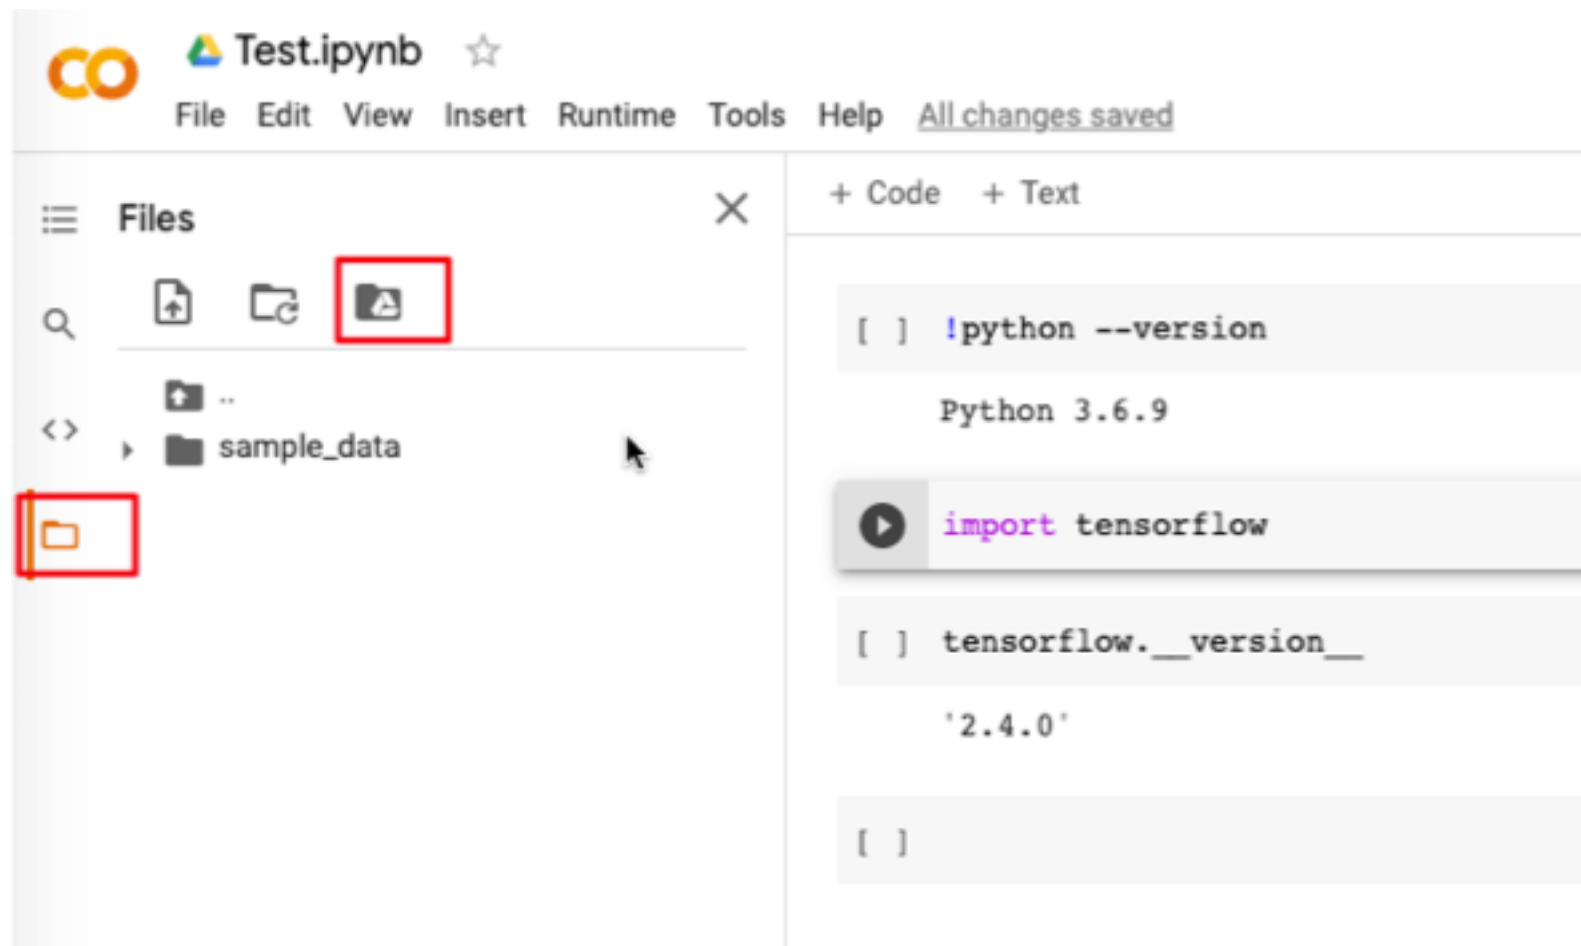 Test.ipynb
File Edit View Insert Runtime Tools Help All changes saved
Files
..
sample_data
+ Code + Text
[ ] !python --version
Python 3.6.9
import tensorflow
[ ] tensorflow.__version__
'2.4.0'
[ ]